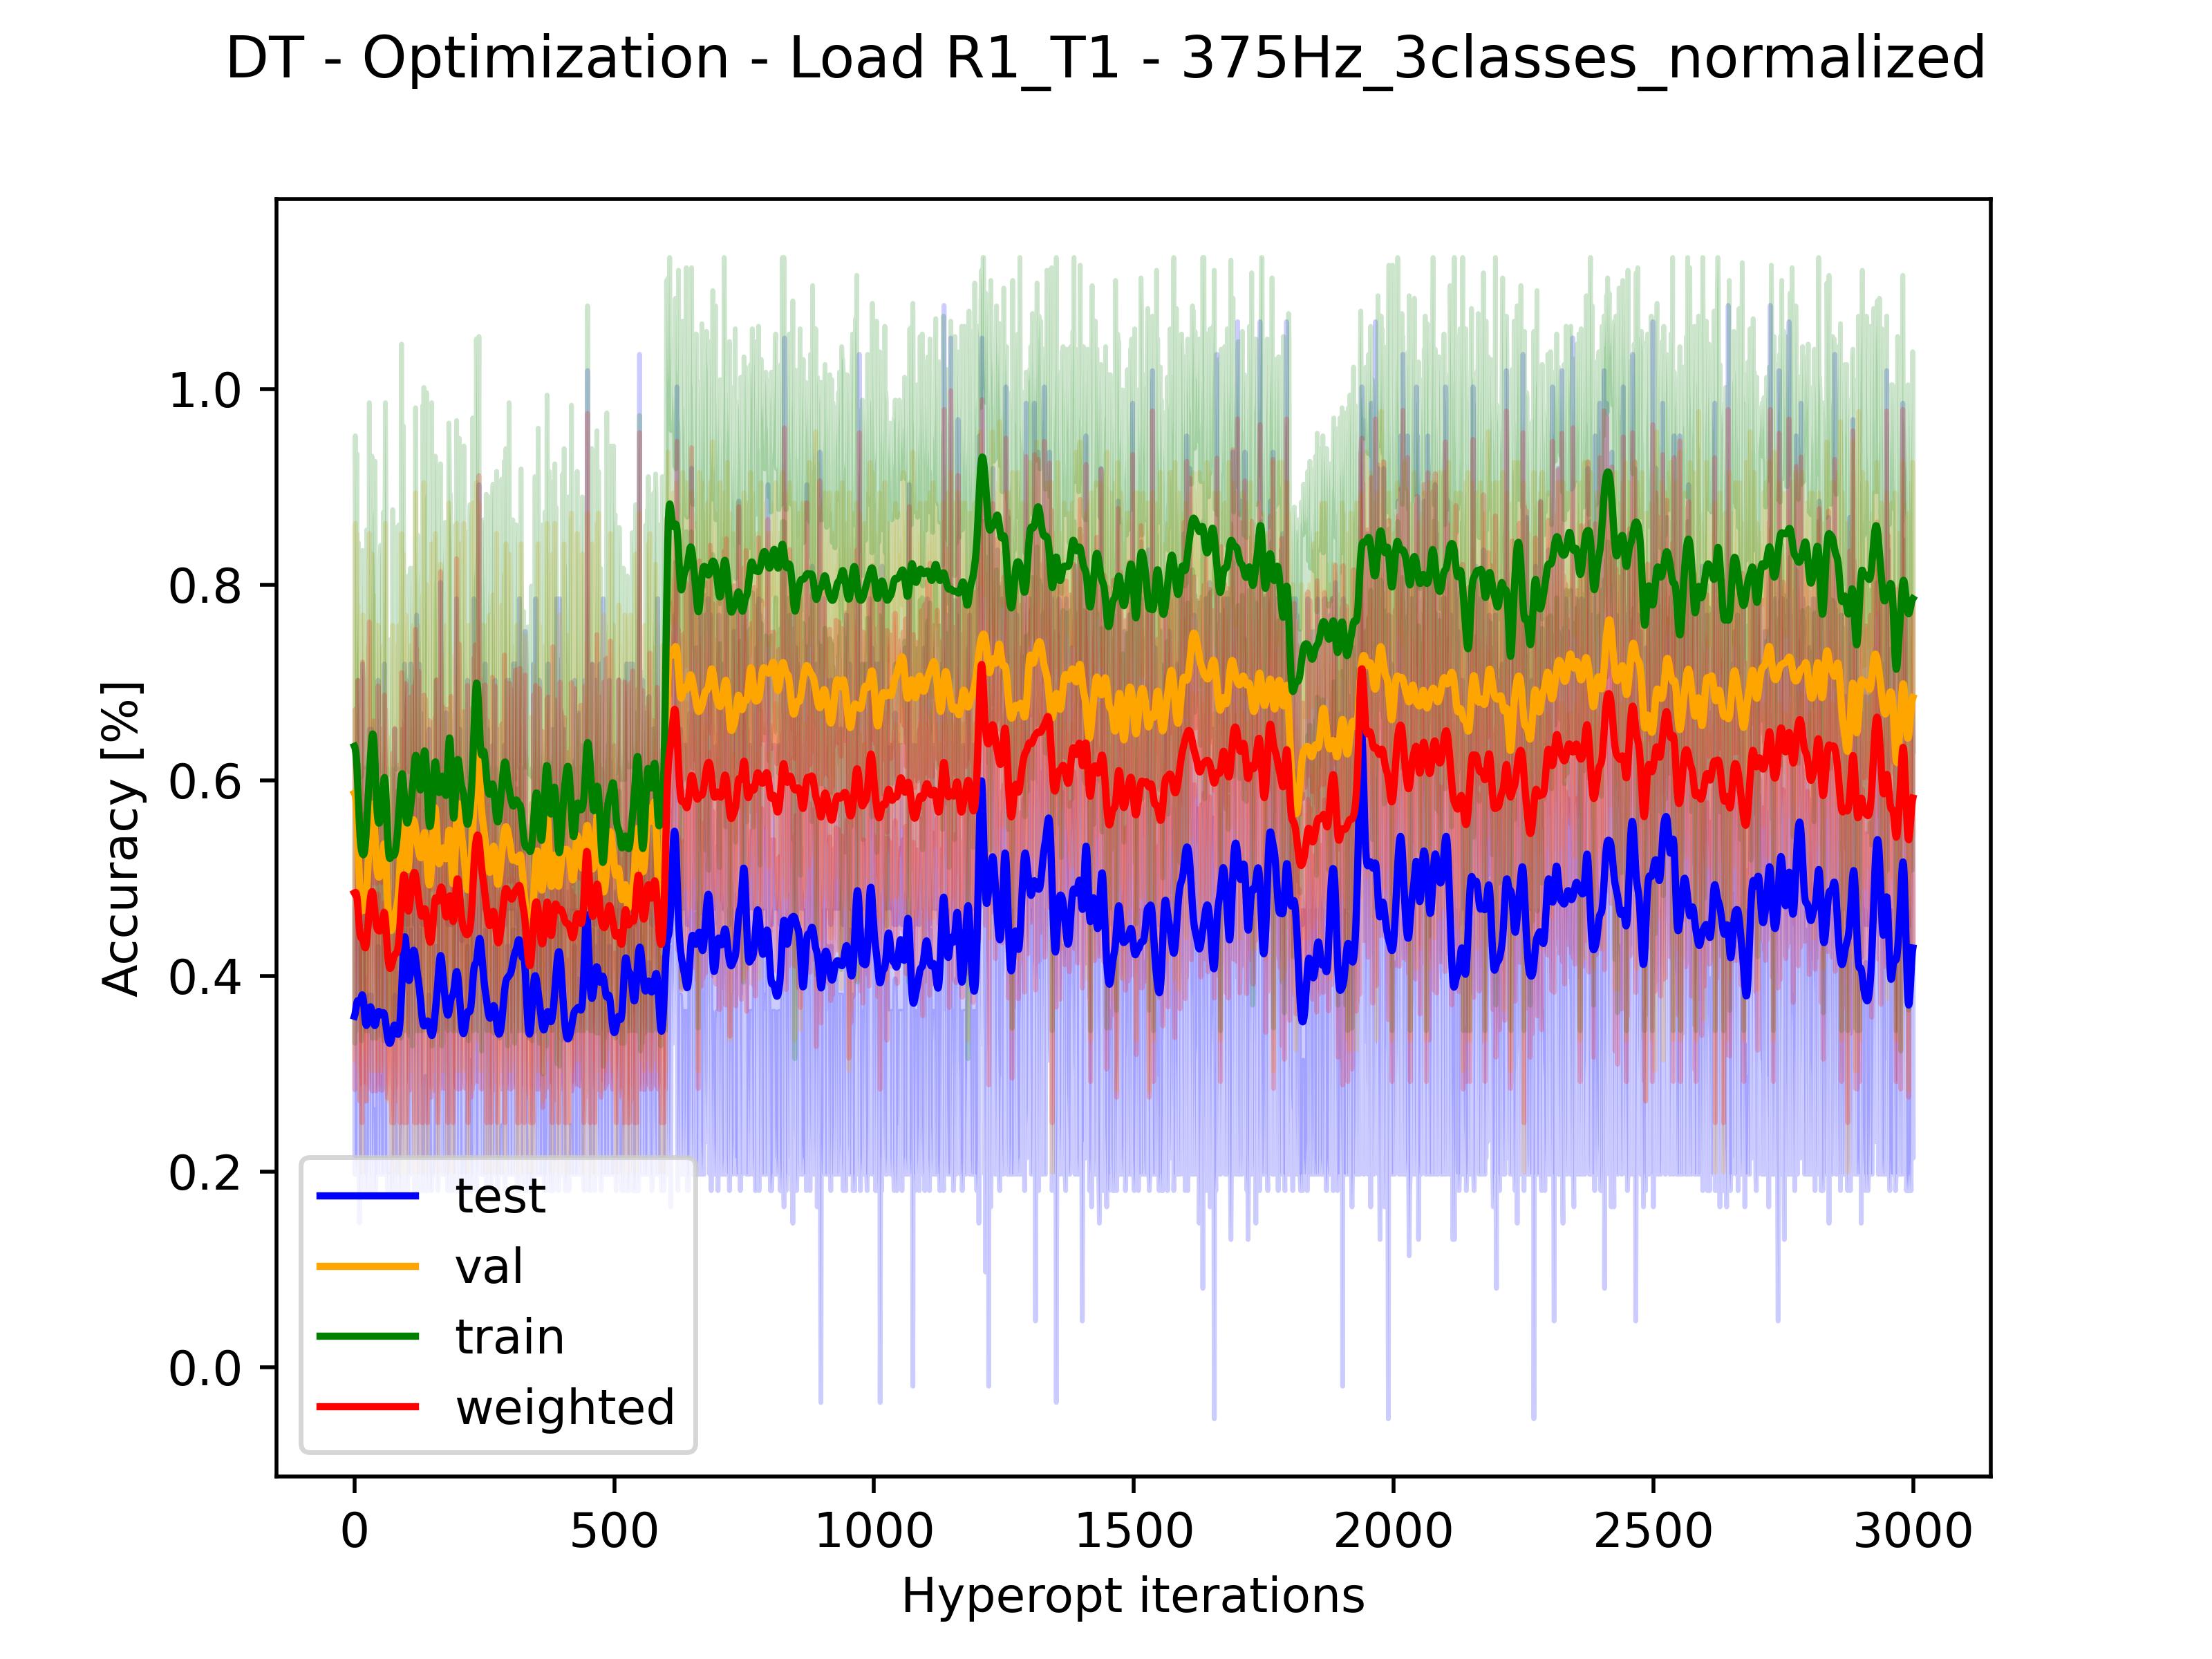 DT - Optimization - Load R1_T1 - 375Hz_3classes_normalized
Accuracy [%]
1.0
0.8
0.6
0.4
0.2
0.0
test
val
train
weighted
0 500 1000 1500 2000 2500 3000
Hyperopt iterations